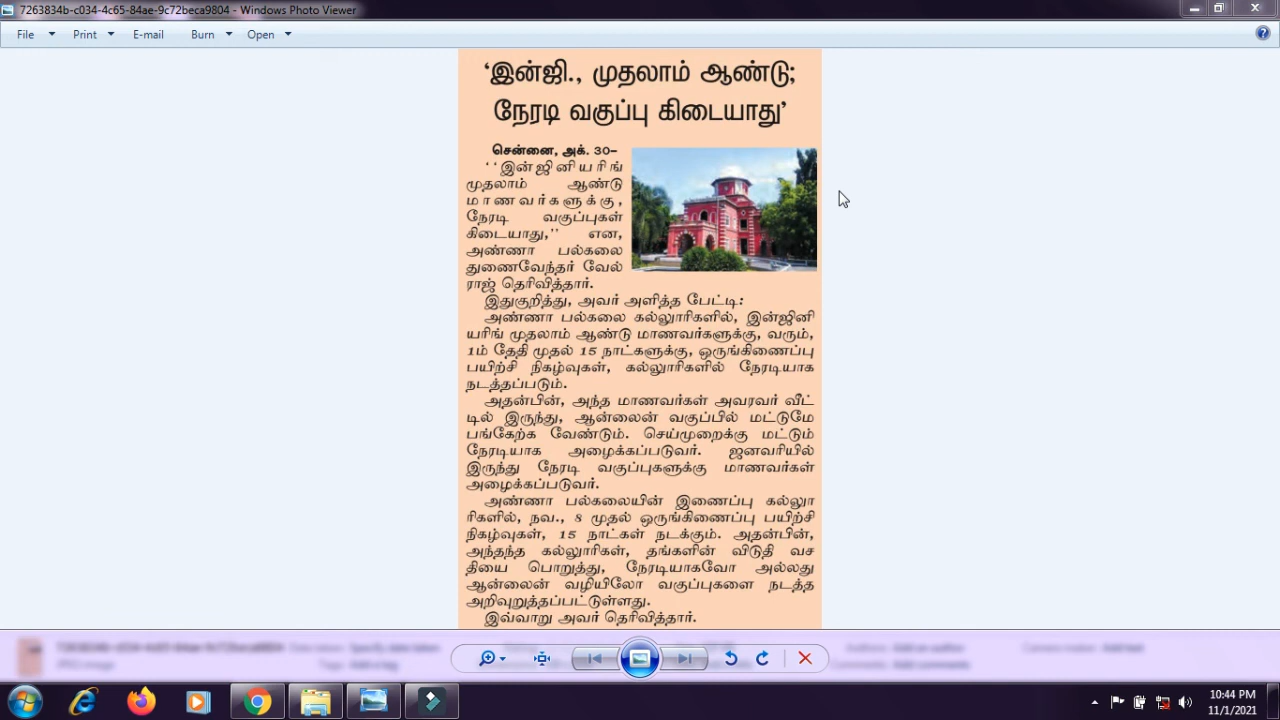 7263834b-c034-4c65-84ae-9c72beca9804 - Windows Photo Viewer
File Print E-mail Burn Open
‘இன்ஜி., முதலாம் ஆண்டு;
நேரடி வகுப்பு கிடையாது’
சென்னை, அக். 30–
‘‘இன்ஜினியரிங்
முதலாம் ஆண்டு
மாணவர்களுக்கு,
நேரடி வகுப்புகள்
கிடையாது,’’ என,
அண்ணா பல்கலை
துணைவேந்தர் வேல்
ராஜ் தெரிவித்தார்.
இதுகுறித்து, அவர் அளித்த பேட்டி:
அண்ணா பல்கலை கல்லுாரிகளில், இன்ஜினி
யரிங் முதலாம் ஆண்டு மாணவர்களுக்கு, வரும்,
1ம் தேதி முதல் 15 நாட்களுக்கு, ஒருங்கிணைப்பு
பயிற்சி நிகழ்வுகள், கல்லுாரிகளில் நேரடியாக
நடத்தப்படும்.
அதன்பின், அந்த மாணவர்கள் அவரவர் வீட்
டில் இருந்து, ஆன்லைன் வகுப்பில் மட்டுமே
பங்கேற்க வேண்டும். செய்முறைக்கு மட்டும்
நேரடியாக அழைக்கப்படுவர். ஜனவரியில்
இருந்து நேரடி வகுப்புகளுக்கு மாணவர்கள்
அழைக்கப்படுவர்.
அண்ணா பல்கலையின் இணைப்பு கல்லுா
ரிகளில், நவ., 8 முதல் ஒருங்கிணைப்பு பயிற்சி
நிகழ்வுகள், 15 நாட்கள் நடக்கும். அதன்பின்,
அந்தந்த கல்லுாரிகள், தங்களின் விடுதி வச
தியை பொறுத்து, நேரடியாகவோ அல்லது
ஆன்லைன் வழியிலோ வகுப்புகளை நடத்த
அறிவுறுத்தப்பட்டுள்ளது.
இவ்வாறு அவர் தெரிவித்தார்.
10:44 PM
11/1/2021